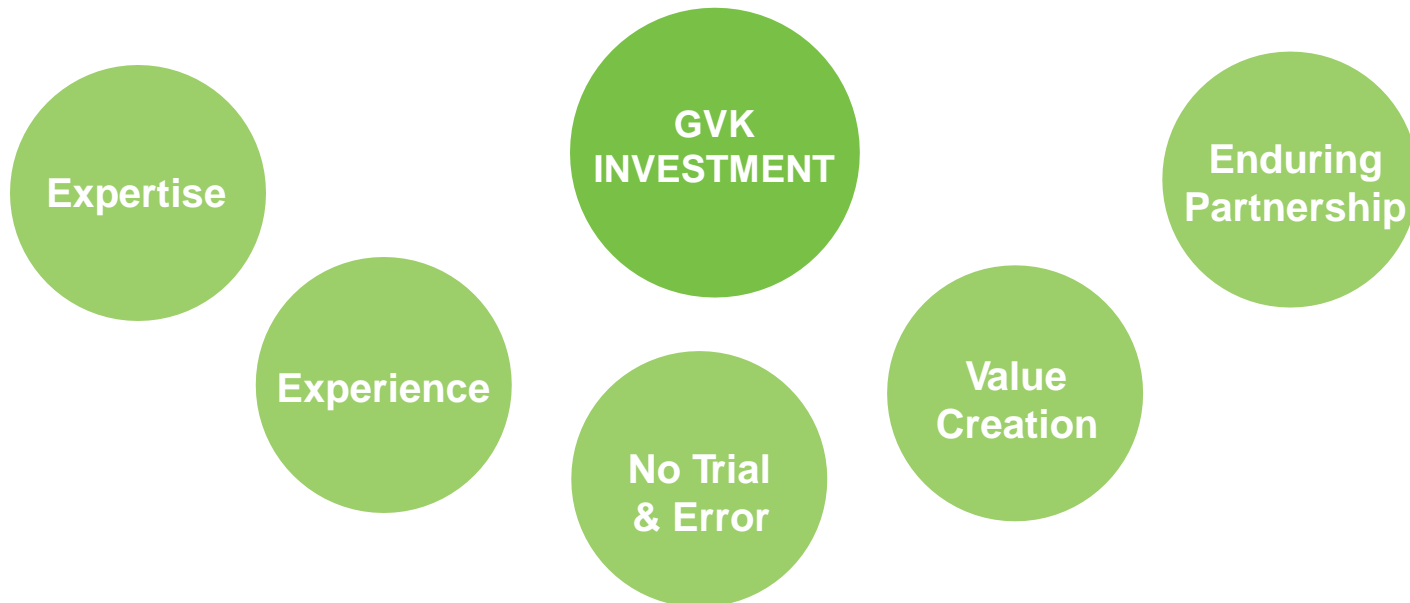 GVK
INVESTMENT
Expertise
Experience
No Trial
& Error
Value
Creation
Enduring
Partnership